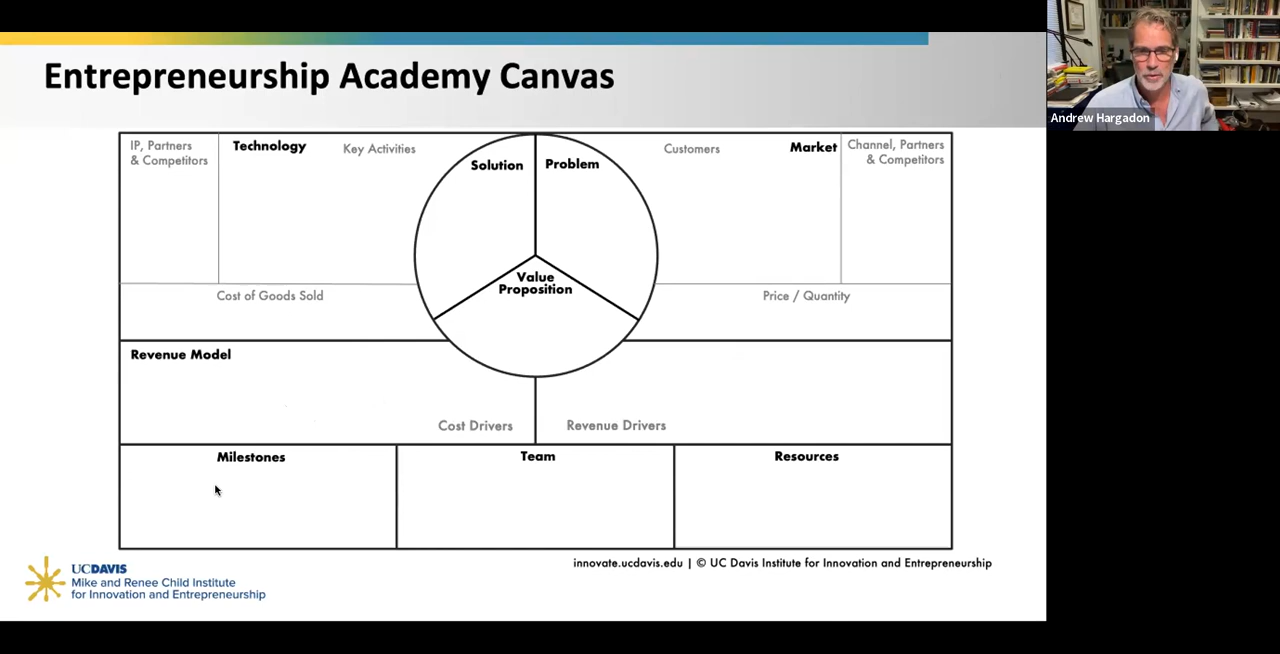 Entrepreneurship Academy Canvas
Andrew Hargadon
IP, Partners
& Competitors
Technology
Key Activities
Solution
Problem
Customers
Market
Channel, Partners
& Competitors
Value
Proposition
Cost of Goods Sold
Price / Quantity
Revenue Model
Cost Drivers
Revenue Drivers
Milestones
Team
Resources
innovate.ucdavis.edu | © UC Davis Institute for Innovation and Entrepreneurship
UCDAVIS
Mike and Renee Child Institute
for Innovation and Entrepreneurship